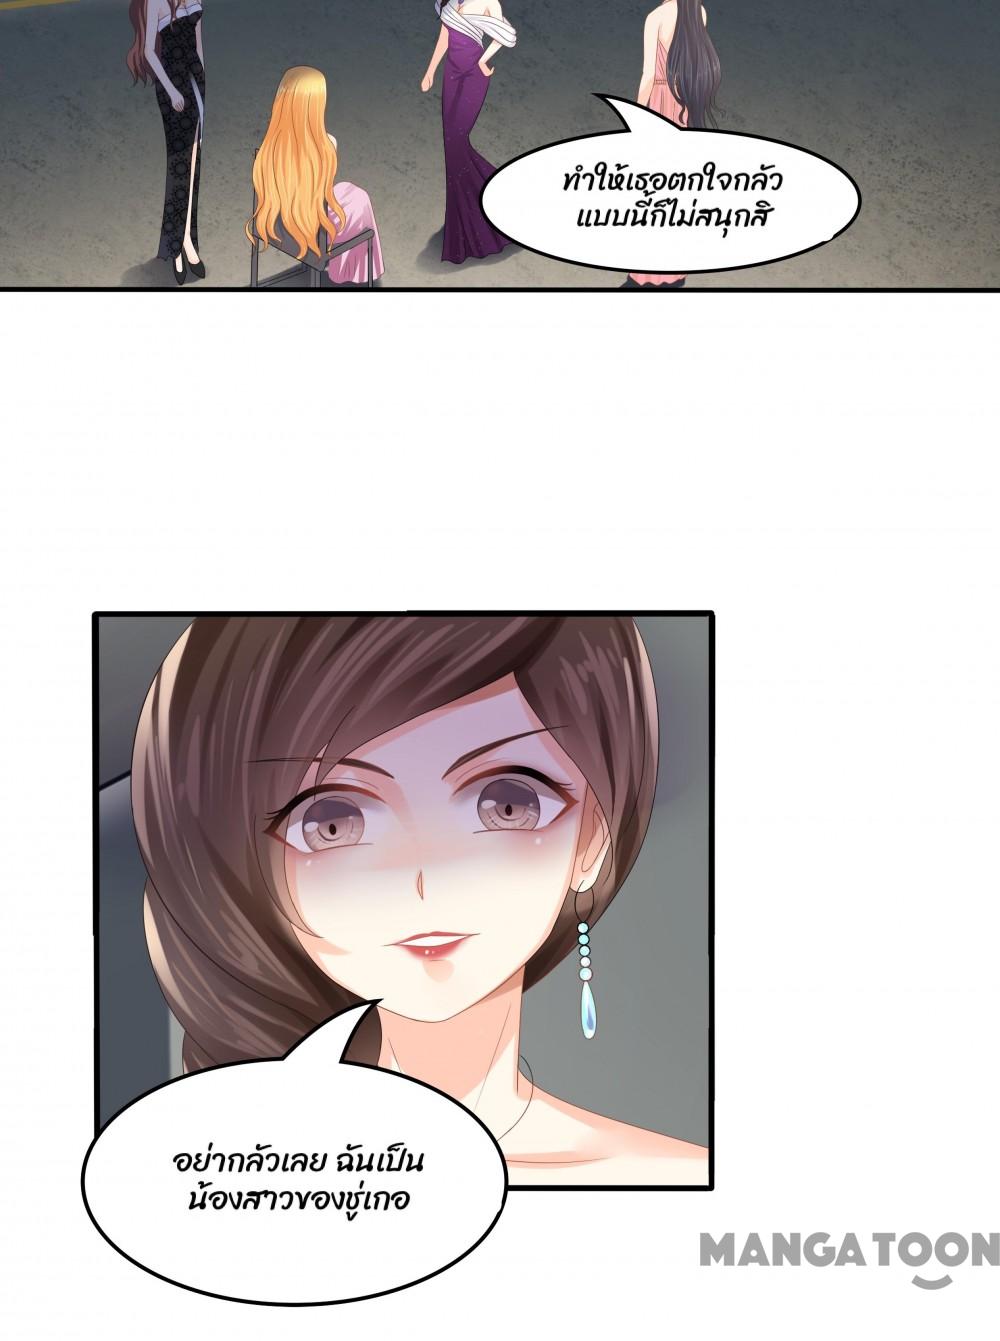 ทำให้เธอตกใจกลัว
แบบนี้ก็ไม่สนุกสิ
อย่ากลัวเลย ฉันเป็น
น้องสาวของชู่เกอ
MANGATOON